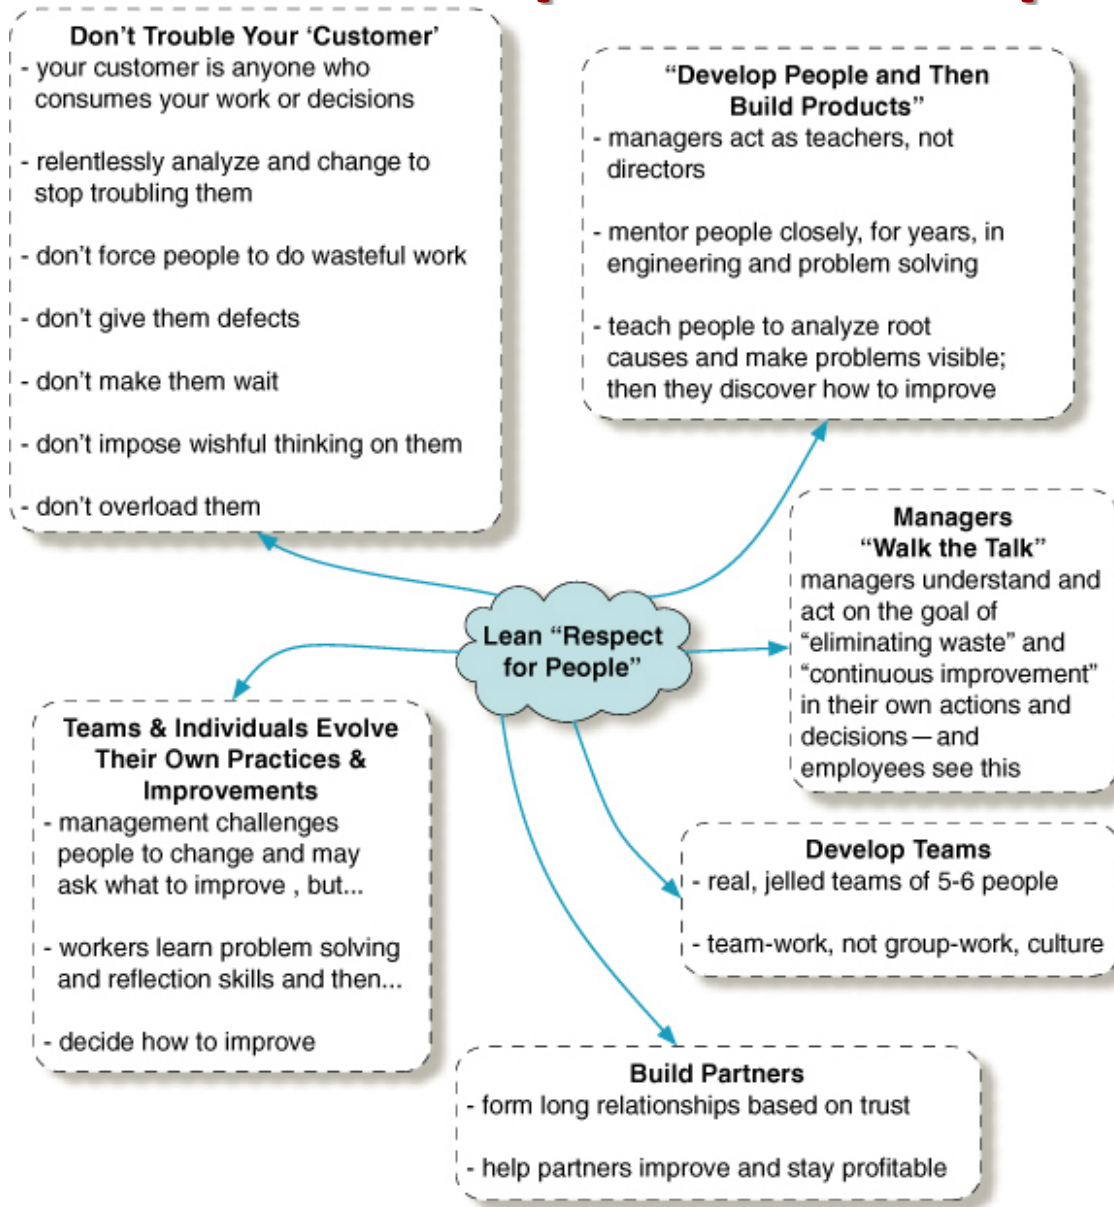 Don't Trouble Your ‘Customer’
- your customer is anyone who
consumes your work or decisions
- relentlessly analyze and change to
stop troubling them
- don't force people to do wasteful work
- don't give them defects
- don't make them wait
- don't impose wishful thinking on them
- don't overload them
“Develop People and Then
Build Products”
- managers act as teachers, not
directors
- mentor people closely, for years, in
engineering and problem solving
- teach people to analyze root
causes and make problems visible;
then they discover how to improve
Managers
“Walk the Talk”
managers understand and
act on the goal of
“eliminating waste” and
“continuous improvement”
in their own actions and
decisions—and
employees see this
Lean “Respect
for People”
Teams & Individuals Evolve
Their Own Practices &
Improvements
- management challenges
people to change and may
ask what to improve , but...
- workers learn problem solving
and reflection skills and then...
- decide how to improve
Develop Teams
- real, jelled teams of 5-6 people
- team-work, not group-work, culture
Build Partners
- form long relationships based on trust
- help partners improve and stay profitable